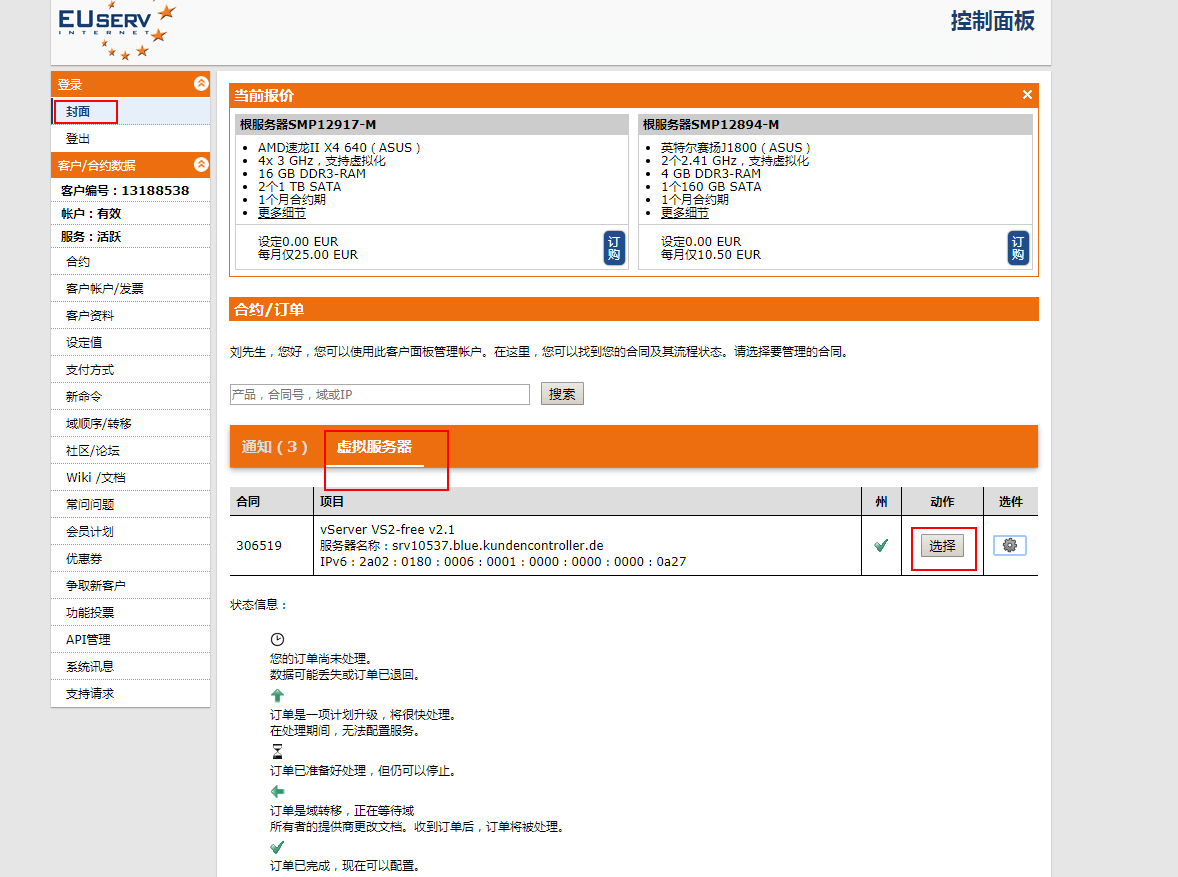 EUSERV
INTERNET
控制面板
登录
封面
登出
客户/合约数据
客户编号：13188538
帐户：有效
服务：活跃
合约
客户帐户/发票
客户资料
设定值
支付方式
新命令
域顺序/转移
社区/论坛
Wiki /文档
常问问题
会员计划
优惠券
争取新客户
功能投票
API管理
系统讯息
支持请求
当前报价
根服务器SMP12917-M
AMD速龙II X4 640（ASUS）
4x 3 GHz，支持虚拟化
16 GB DDR3-RAM
2个1 TB SATA
1个月合约期
更多细节
设定0.00 EUR
每月仅25.00 EUR
订购
根服务器SMP12894-M
英特尔赛扬J1800（ASUS）
2个2.41 GHz，支持虚拟化
4 GB DDR3-RAM
1个160 GB SATA
1个月合约期
更多细节
设定0.00 EUR
每月仅10.50 EUR
订购
合约/订单
刘先生，您好，您可以使用此客户面板管理帐户。在这里，您可以找到您的合同及其流程状态。请选择要管理的合同。
产品，合同号，域或IP 搜索
通知（3） 虚拟服务器
合同 项目 州 动作 选件
vServer VS2-free v2.1
306519 服务器名称：srv10537.blue.kundencontroller.de 选择
IPv6：2a02：0180：0006：0001：0000：0000：0000：0a27
状态信息：
您的订单尚未处理。
数据可能丢失或订单已退回。
订单是一项计划升级，将很快处理。
在处理期间，无法配置服务。
订单已准备好处理，但仍可以停止。
订单是域转移，正在等待域
所有者的提供商更改文档。收到订单后，订单将被处理。
订单已完成，现在可以配置。